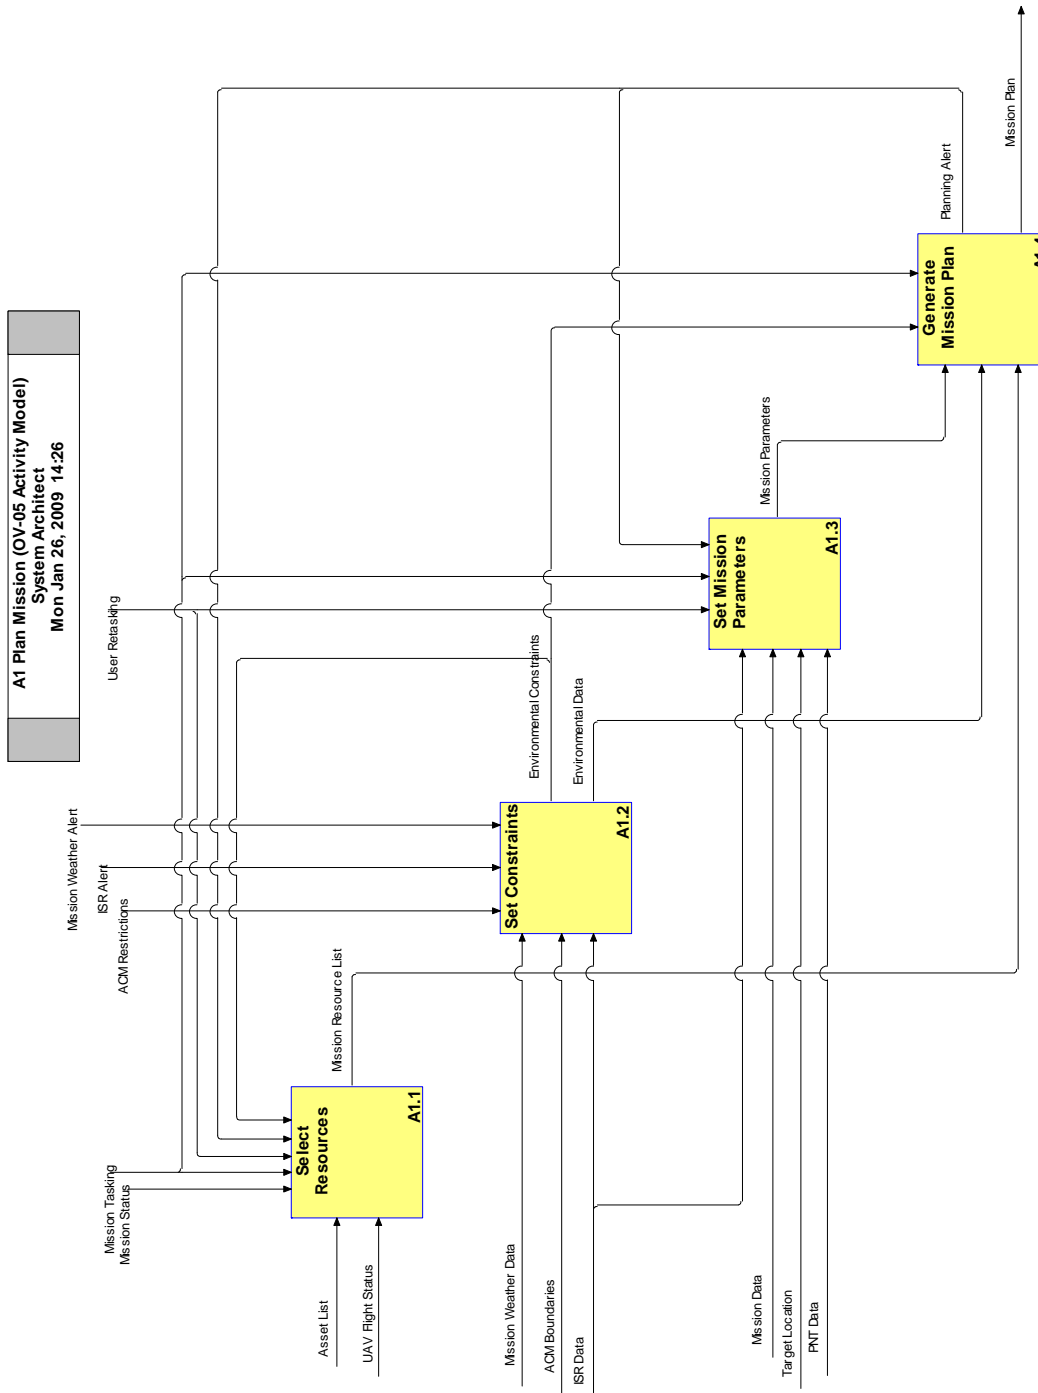 A1 Plan Mission (OV-05 Activity Model)
System Architect
Mon Jan 26, 2009 14:26
User Retasking
Mission Weather Alert
ISR Alert
ACM Restrictions
Mission Tasking
Mission Status
Asset List
UAV Flight Status
Select
Resources
A1.1
Mission Resource List
Mission Weather Data
ACM Boundaries
ISR Data
Set Constraints
A1.2
Environmental Constraints
Environmental Data
Mission Data
Target Location
PNT Data
Set Mission
Parameters
A1.3
Mission Parameters
Generate
Mission Plan
Planning Alert
Mission Plan